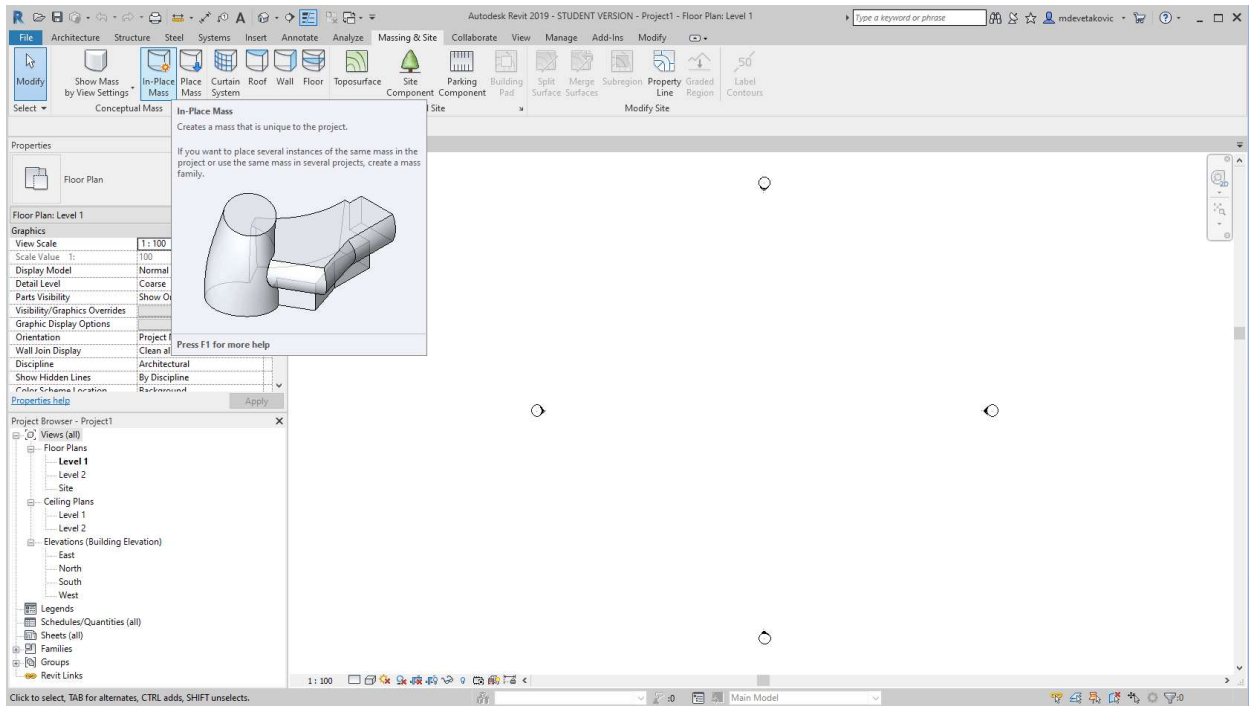 Autodesk Revit 2019 - STUDENT VERSION - Project1 - Floor Plan: Level 1
Type a keyword or phrase
mdevetakovic
File Architecture Structure Steel Systems Insert Annotate Analyze Massing & Site Collaborate View Manage Add-Ins Modify
Modify
Show Mass
by View Settings
In-Place
Mass
Place
Mass
Curtain
System
Roof
Wall
Floor
Toposurface
Site
Component
Parking
Component
Building
Pad
Split
Surface
Merge
Surfaces
Subregion
Property
Line
Graded
Region
Label
Contours
50
Select
Conceptual Mass
Site
Modify Site
In-Place Mass
Creates a mass that is unique to the project.
If you want to place several instances of the same mass in the
project or use the same mass in several projects, create a mass
family.
Press F1 for more help
Properties
Floor Plan
Floor Plan: Level 1
Graphics
View Scale 1 : 100
Scale Value 1: 100
Display Model Normal
Detail Level Coarse
Parts Visibility Show
Visibility/Graphics Overrides
Graphic Display Options
Orientation Project
Wall Join Display Clean
Discipline Architectural
Show Hidden Lines By Discipline
Color Scheme Location Background
Properties help Apply
Project Browser - Project1
Views (all)
Floor Plans
Level 1
Level 2
Site
Ceiling Plans
Level 1
Level 2
Elevations (Building Elevation)
East
North
South
West
Legends
Schedules/Quantities (all)
Sheets (all)
Families
Groups
Revit Links
2D
1 : 100
Click to select, TAB for alternates, CTRL adds, SHIFT unselects. :0 Main Model :0